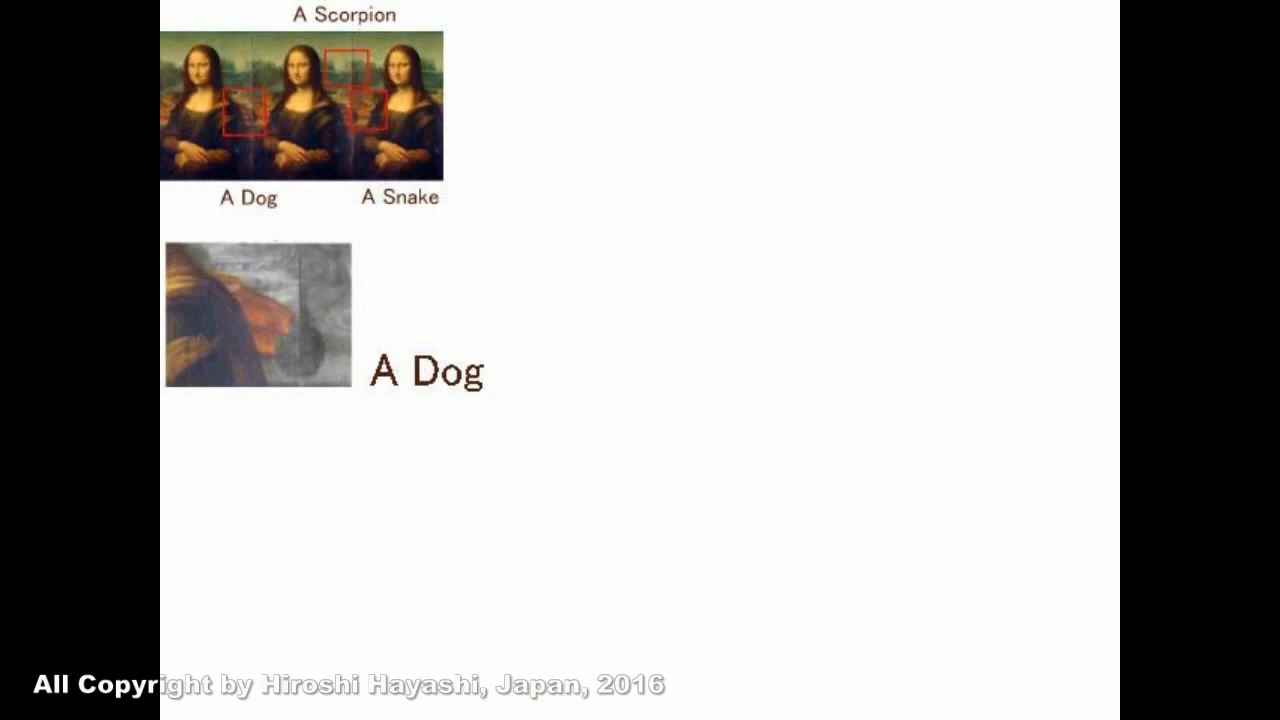 A Scorpion
A Dog
A Snake
A Dog
All Copyright by Hiroshi Hayashi, Japan, 2016